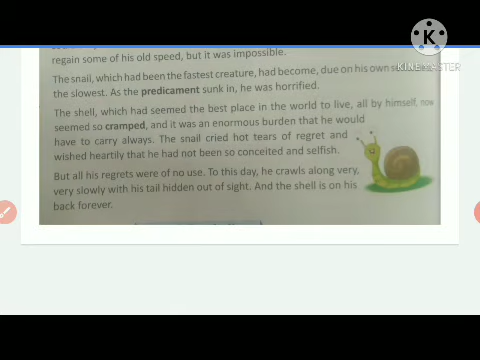 regain some of his old speed, but it was impossible.
The snail, which had been the fastest creature, had become, due on his own
the slowest. As the predicament sunk in, he was horrified.
The shell, which had seemed the best place in the world to live, all by himself, now
seemed so cramped, and it was an enormous burden that he would
have to carry always. The snail cried hot tears of regret and
wished heartily that he had not been so conceited and selfish.
But all his regrets were of no use. To this day, he crawls along very,
very slowly with his tail hidden out of sight. And the shell is on his
back forever.
K
KINEMASTER